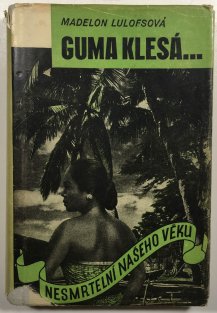 MADELON LULOFSOVÁ
GUMA KLESÁ...
NESMRTELNÍ NAŠEHO VĚKU